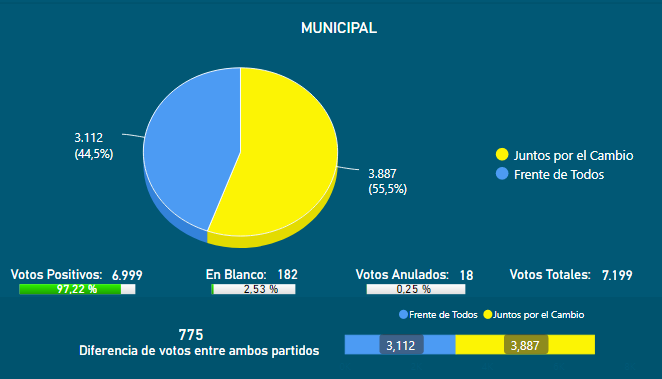 MUNICIPAL
3.112
(44,5%)
3.887
(55,5%)
Juntos por el Cambio
Frente de Todos
Votos Positivos: 6.999
97,22 %
En Blanco: 182
2,53 %
Votos Anulados: 18
0,25 %
Votos Totales: 7.199
Frente de Todos Juntos por el Cambio
775
Diferencia de votos entre ambos partidos
3,112 3,887